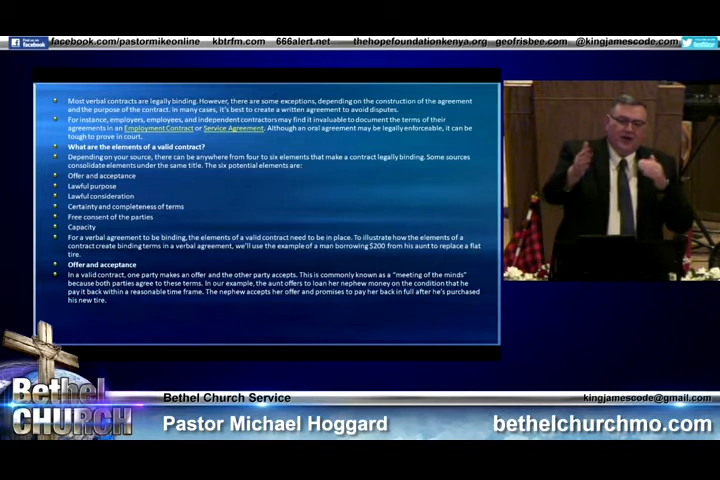 Find us on facebook
facebook.com/pastormikeonline kbtrfm.com 666alert.net thehopefoundationkenya.org geofrisbee.com @kingjamescode.com twitter
Most verbal contracts are legally binding. However, there are some exceptions, depending on the construction of the agreement
and the purpose of the contract. In many cases, it's best to create a written agreement to avoid disputes.
For instance, employers, employees, and independent contractors may find it invaluable to document the terms of their
agreements in an Employment Contract or Service Agreement. Although an oral agreement may be legally enforceable, it can be
tough to prove in court.
What are the elements of a valid contract?
Depending on your source, there can be anywhere from four to six elements that make a contract legally binding. Some sources
consolidate elements under the same title. The six potential elements are:
Offer and acceptance
Lawful purpose
Lawful consideration
Certainty and completeness of terms
Free consent of the parties
Capacity
For a verbal agreement to be binding, the elements of a valid contract need to be in place. To illustrate how the elements of a
contract create binding terms in a verbal agreement, we'll use the example of a man borrowing $200 from his aunt to replace a flat
tire.
Offer and acceptance
In a valid contract, one party makes an offer and the other party accepts. This is commonly known as a "meeting of the minds"
because both parties agree to these terms. In our example, the aunt offers to loan her nephew money on the condition that he
pay it back within a reasonable time frame. The nephew accepts her offer and promises to pay her back in full after he's purchased
his new tire.
Bethel
CHURCH
Bethel Church Service kingjamescode@gmail.com
Pastor Michael Hoggard bethelchurchmo.com